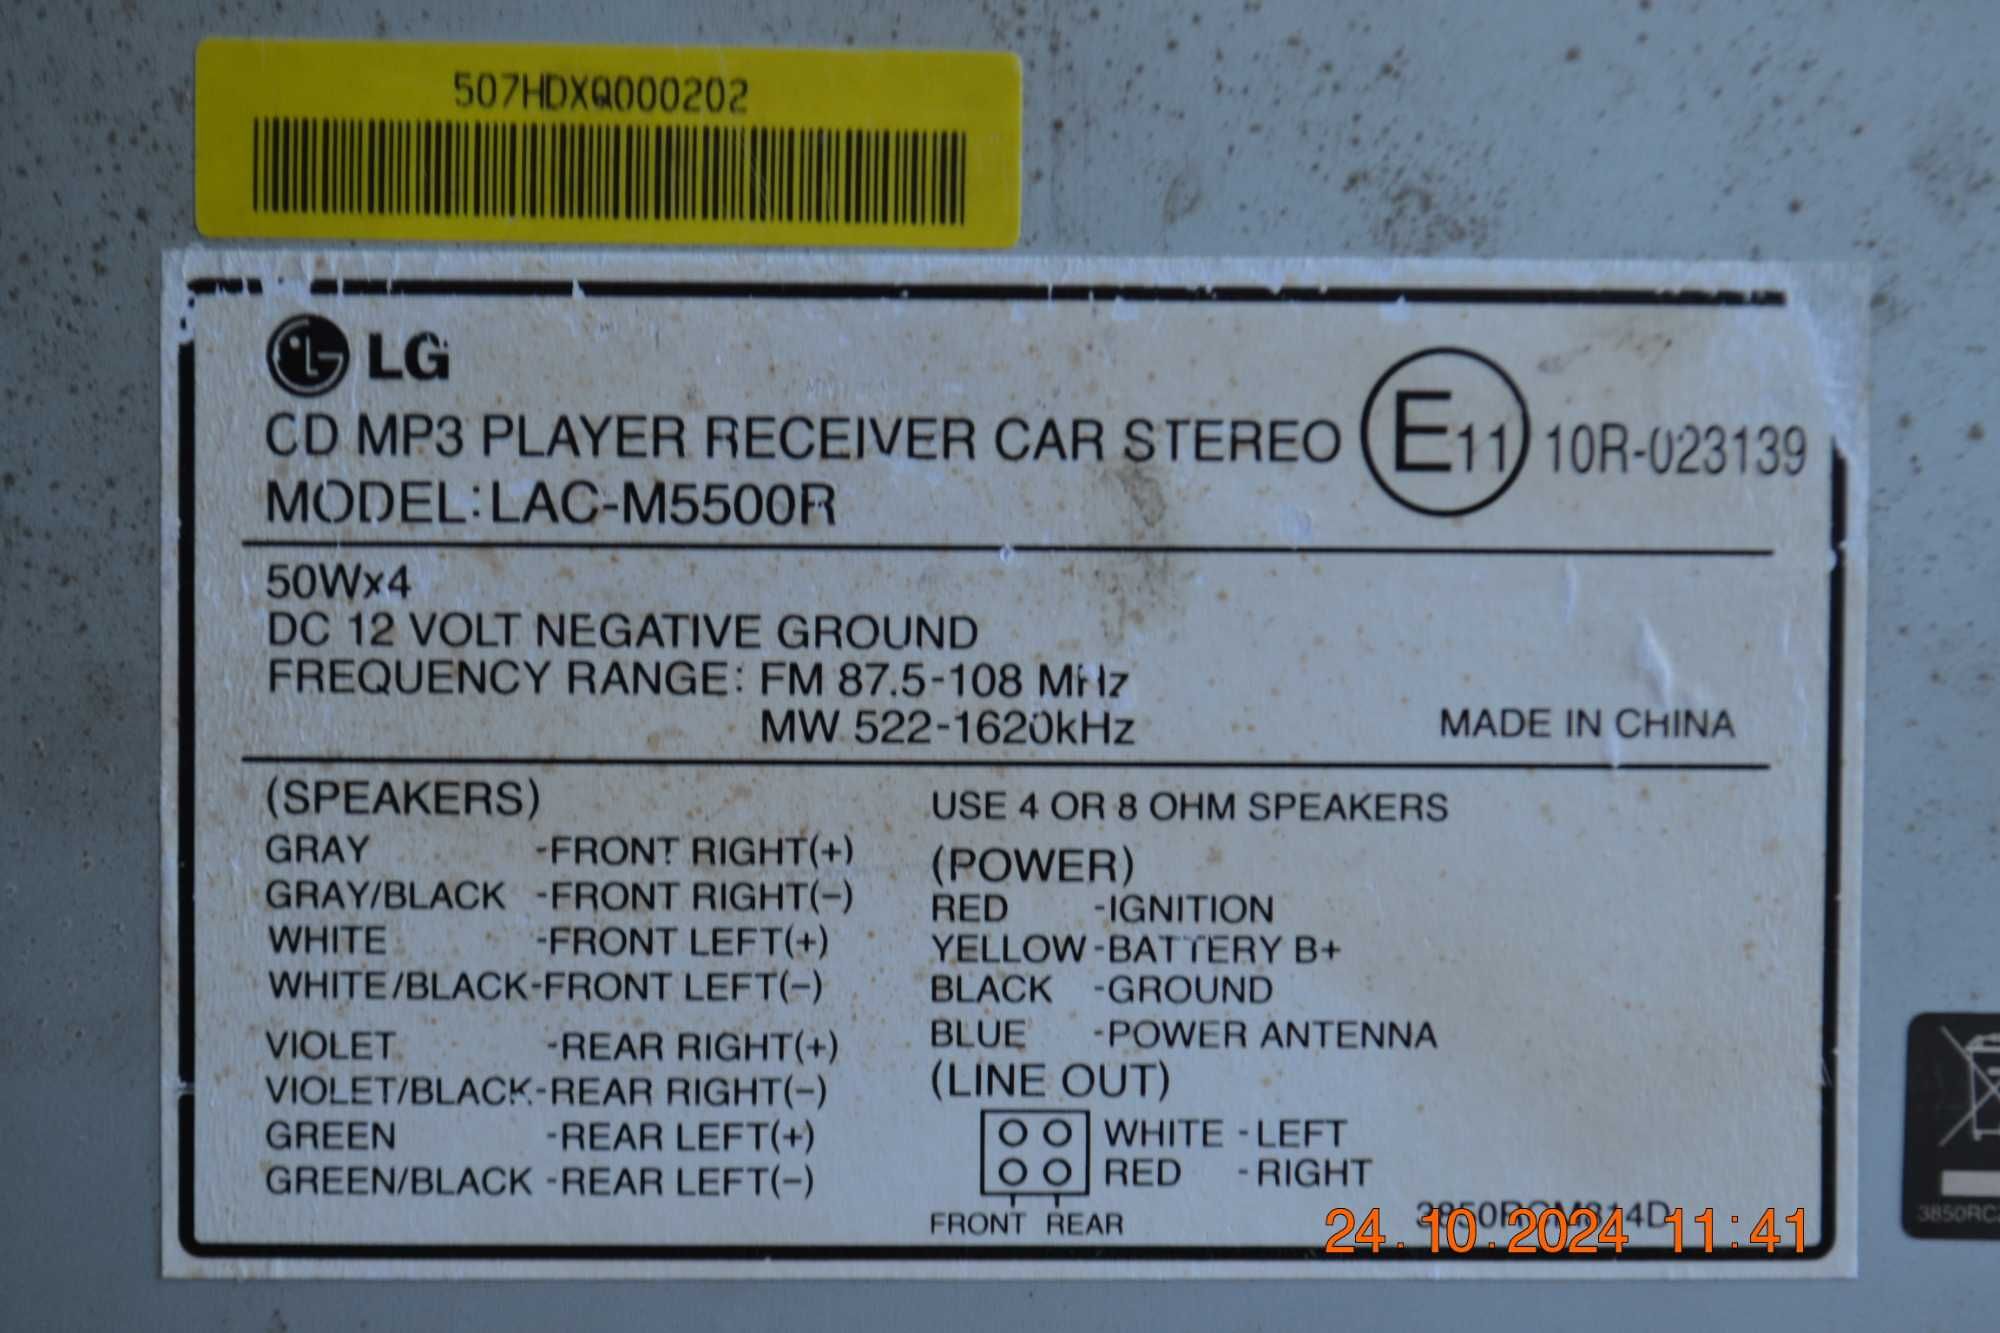 507HDXQ000202
LG
CD MP3 PLAYER RECEIVER CAR STEREO E11 10R-023139
MODEL:LAC-M5500R
50Wx4
DC 12 VOLT NEGATIVE GROUND
FREQUENCY RANGE: FM 87.5-108 MHz
MW 522-1620kHz
MADE IN CHINA
(SPEAKERS)
GRAY -FRONT RIGHT(+)
GRAY/BLACK -FRONT RIGHT(−)
WHITE -FRONT LEFT(+)
WHITE/BLACK-FRONT LEFT(−)
VIOLET -REAR RIGHT(+)
VIOLET/BLACK-REAR RIGHT(−)
GREEN -REAR LEFT(+)
GREEN/BLACK -REAR LEFT(−)
USE 4 OR 8 OHM SPEAKERS
(POWER)
RED -IGNITION
YELLOW-BATTERY B+
BLACK -GROUND
BLUE -POWER ANTENNA
(LINE OUT)
WHITE -LEFT
RED -RIGHT
FRONT REAR
24.10.2024 11:41